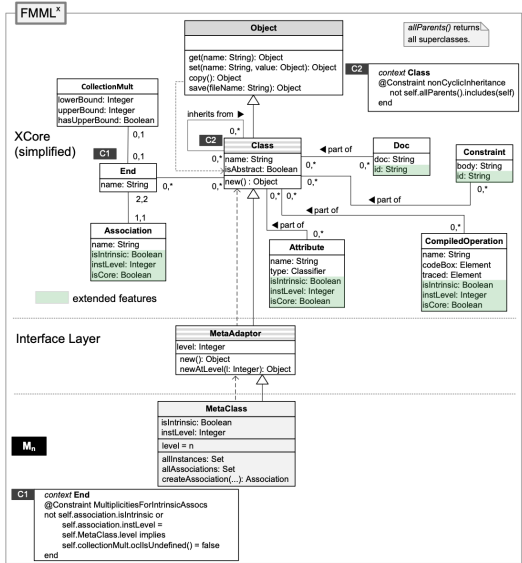 FMMLx
Object
get(name: String): Object
set(name: String, value: Object): Object
copy(): Object
save(fileName: String): Object
allParents() returns
all superclasses.
C2
context Class
@Constraint nonCyclicInheritance
not self.allParents().includes(self)
end
CollectionMult
lowerBound: Integer
upperBound: Integer
hasUpperBound: Boolean
XCore
(simplified)
0,1
C1
0,1
End
name: String
0,*
0,*
2,2
1,1
Association
name: String
isIntrinsic: Boolean
instLevel: Integer
isCore: Boolean
extended features
inherits from
0,*
C2
0,*
Class
name: String
isAbstract: Boolean
new() : Object
0,*
0,*
0,*
0,*
part of
0,*
Doc
doc: String
id: String
Constraint
body: String
id: String
part of
0,*
part of
0,*
part of
0,*
Attribute
name: String
type: Classifier
isIntrinsic: Boolean
instLevel: Integer
isCore: Boolean
CompiledOperation
name: String
codeBox: Element
traced: Element
isIntrinsic: Boolean
instLevel: Integer
isCore: Boolean
Interface Layer
MetaAdaptor
level: Integer
new(): Object
newAtLevel(l: Integer): Object
MetaClass
isIntrinsic: Boolean
instLevel: Integer
level = n
allInstances: Set
allAssociations: Set
createAssociation(...): Association
Mn
C1
context End
@Constraint MultiplicitiesForIntrinsicAssocs
not self.association.isIntrinsic or
self.association.instLevel =
self.MetaClass.level implies
self.collectionMult.oclIsUndefined() = false
end